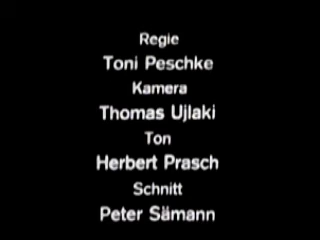 Regie
Toni Peschke
Kamera
Thomas Ujlaki
Ton
Herbert Prasch
Schnitt
Peter Sämann